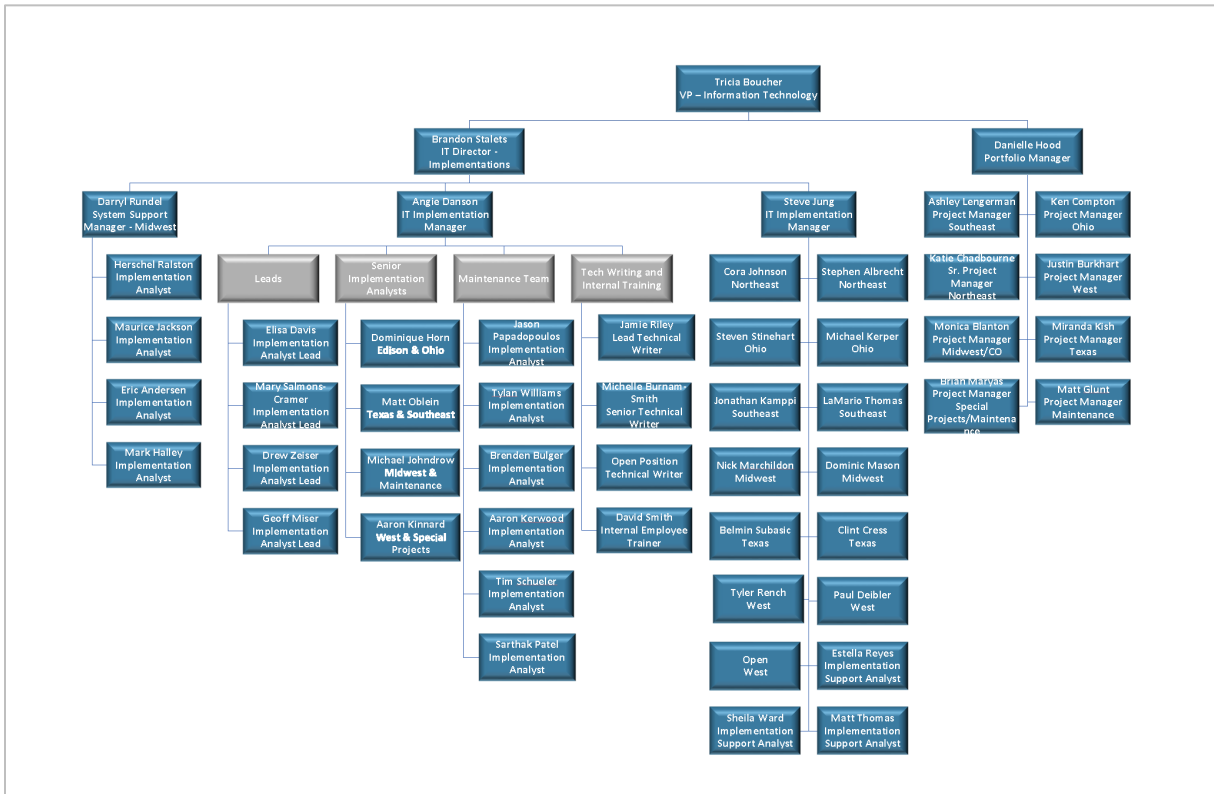 Tricia Boucher
VP – Information Technology
Brandon Stalets
IT Director -
Implementations
Danielle Hood
Portfolio Manager
Darryl Rundel
System Support
Manager - Midwest
Angie Danson
IT Implementation
Manager
Steve Jung
IT Implementation
Manager
Leads
Senior
Implementation
Analysts
Maintenance Team
Tech Writing and
Internal Training
Herschel Ralston
Implementation
Analyst
Maurice Jackson
Implementation
Analyst
Eric Andersen
Implementation
Analyst
Mark Halley
Implementation
Analyst
Elisa Davis
Implementation
Analyst Lead
Mary Salmons-
Cramer
Implementation
Analyst Lead
Drew Zeiser
Implementation
Analyst Lead
Geoff Miser
Implementation
Analyst Lead
Dominique Horn
Edison & Ohio
Matt Oblein
Texas & Southeast
Michael Johndrow
Midwest &
Maintenance
Aaron Kinnard
West & Special
Projects
Jason
Papadopoulos
Implementation
Analyst
Tylan Williams
Implementation
Analyst
Brenden Bulger
Implementation
Analyst
Aaron Kerwood
Implementation
Analyst
Tim Schueler
Implementation
Analyst
Sarthak Patel
Implementation
Analyst
Jamie Riley
Lead Technical
Writer
Michelle Burnam-
Smith
Senior Technical
Writer
Open Position
Technical Writer
David Smith
Internal Employee
Trainer
Cora Johnson
Northeast
Stephen Albrecht
Northeast
Steven Stinehart
Ohio
Michael Kerper
Ohio
Jonathan Kamppi
Southeast
LaMario Thomas
Southeast
Nick Marchildon
Midwest
Dominic Mason
Midwest
Belmin Subasic
Texas
Clint Cress
Texas
Tyler Rench
West
Paul Deibler
West
Open
West
Estella Reyes
Implementation
Support Analyst
Sheila Ward
Implementation
Support Analyst
Matt Thomas
Implementation
Support Analyst
Ashley Lengerman
Project Manager
Southeast
Ken Compton
Project Manager
Ohio
Katie Chadbourne
Sr. Project
Manager
Northeast
Justin Burkhart
Project Manager
West
Monica Blanton
Project Manager
Midwest/CO
Miranda Kish
Project Manager
Texas
Brian Maryas
Project Manager
Special
Projects/Maintena
nce
Matt Glunt
Project Manager
Maintenance